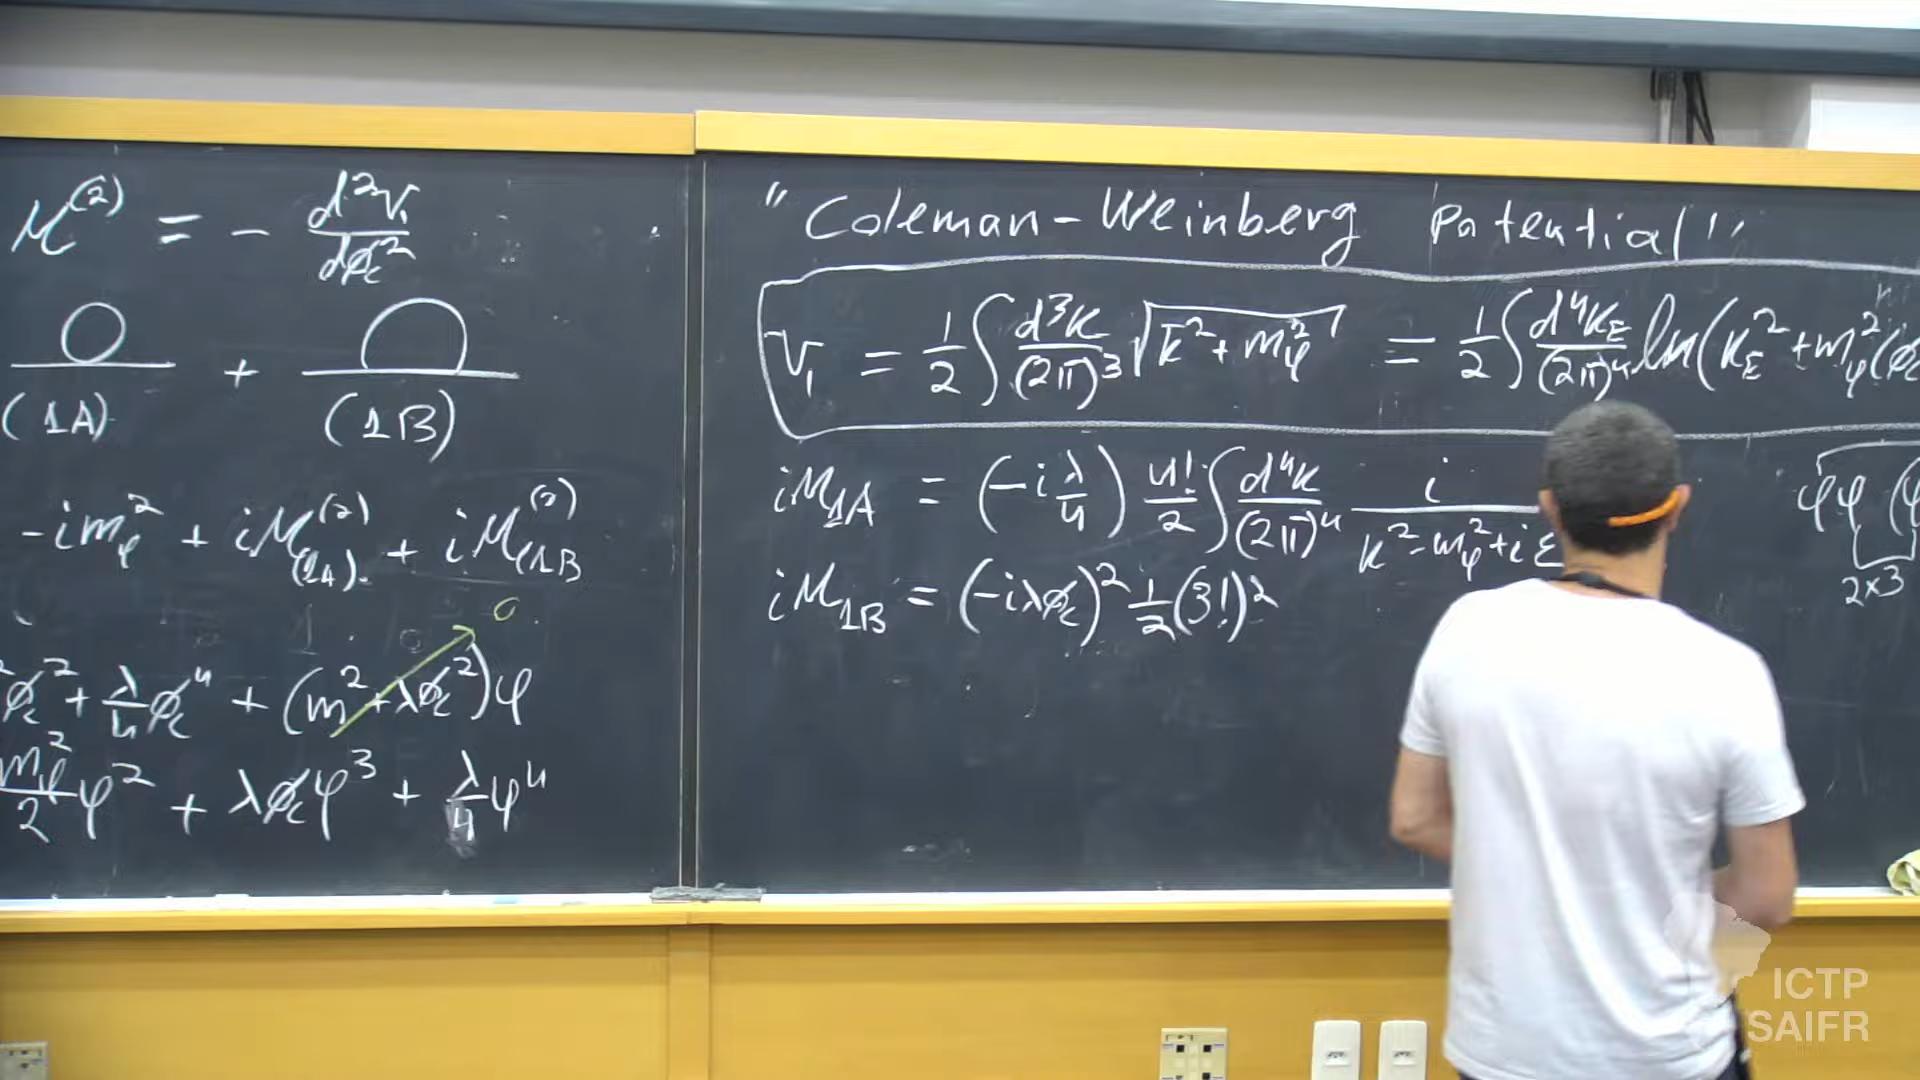 M^(2) = - d²V₁/dφ_c²
(1A) + (1B)
-im_φ² + iM^(2)_(1A) + iM^(2)_(1B
²φ_c² + λ/4 φ_c⁴ + (m² + λφ_c²)φ → 0
m_φ²/2 φ² + λφ_cφ³ + λ/4 φ⁴
"Coleman-Weinberg Potential"
V₁ = 1/2 ∫ d³k/(2π)³ √(k² + m_φ²) = 1/2 ∫ d⁴k_E/(2π)⁴ ln(k_E² + m_φ²(φ_c
iM_1A = (-i λ/4) 4!/2 ∫ d⁴k/(2π)⁴ i/(k² - m_φ² + iε
iM_1B = (-iλφ_c)² 1/2 (3!)²
φφ (φ
2×3
ICTP
SAIFR